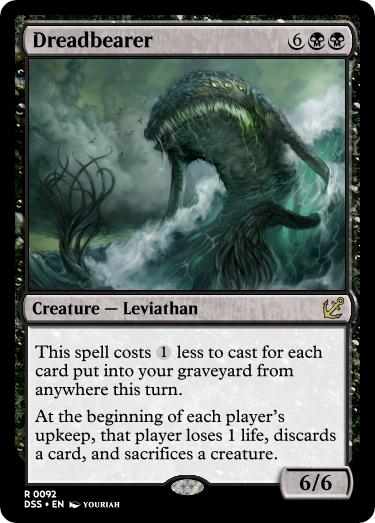 Dreadbearer 6
Creature — Leviathan
This spell costs 1 less to cast for each
card put into your graveyard from
anywhere this turn.
At the beginning of each player's
upkeep, that player loses 1 life, discards
a card, and sacrifices a creature.
6/6
R 0092
DSS • EN YOURIAH